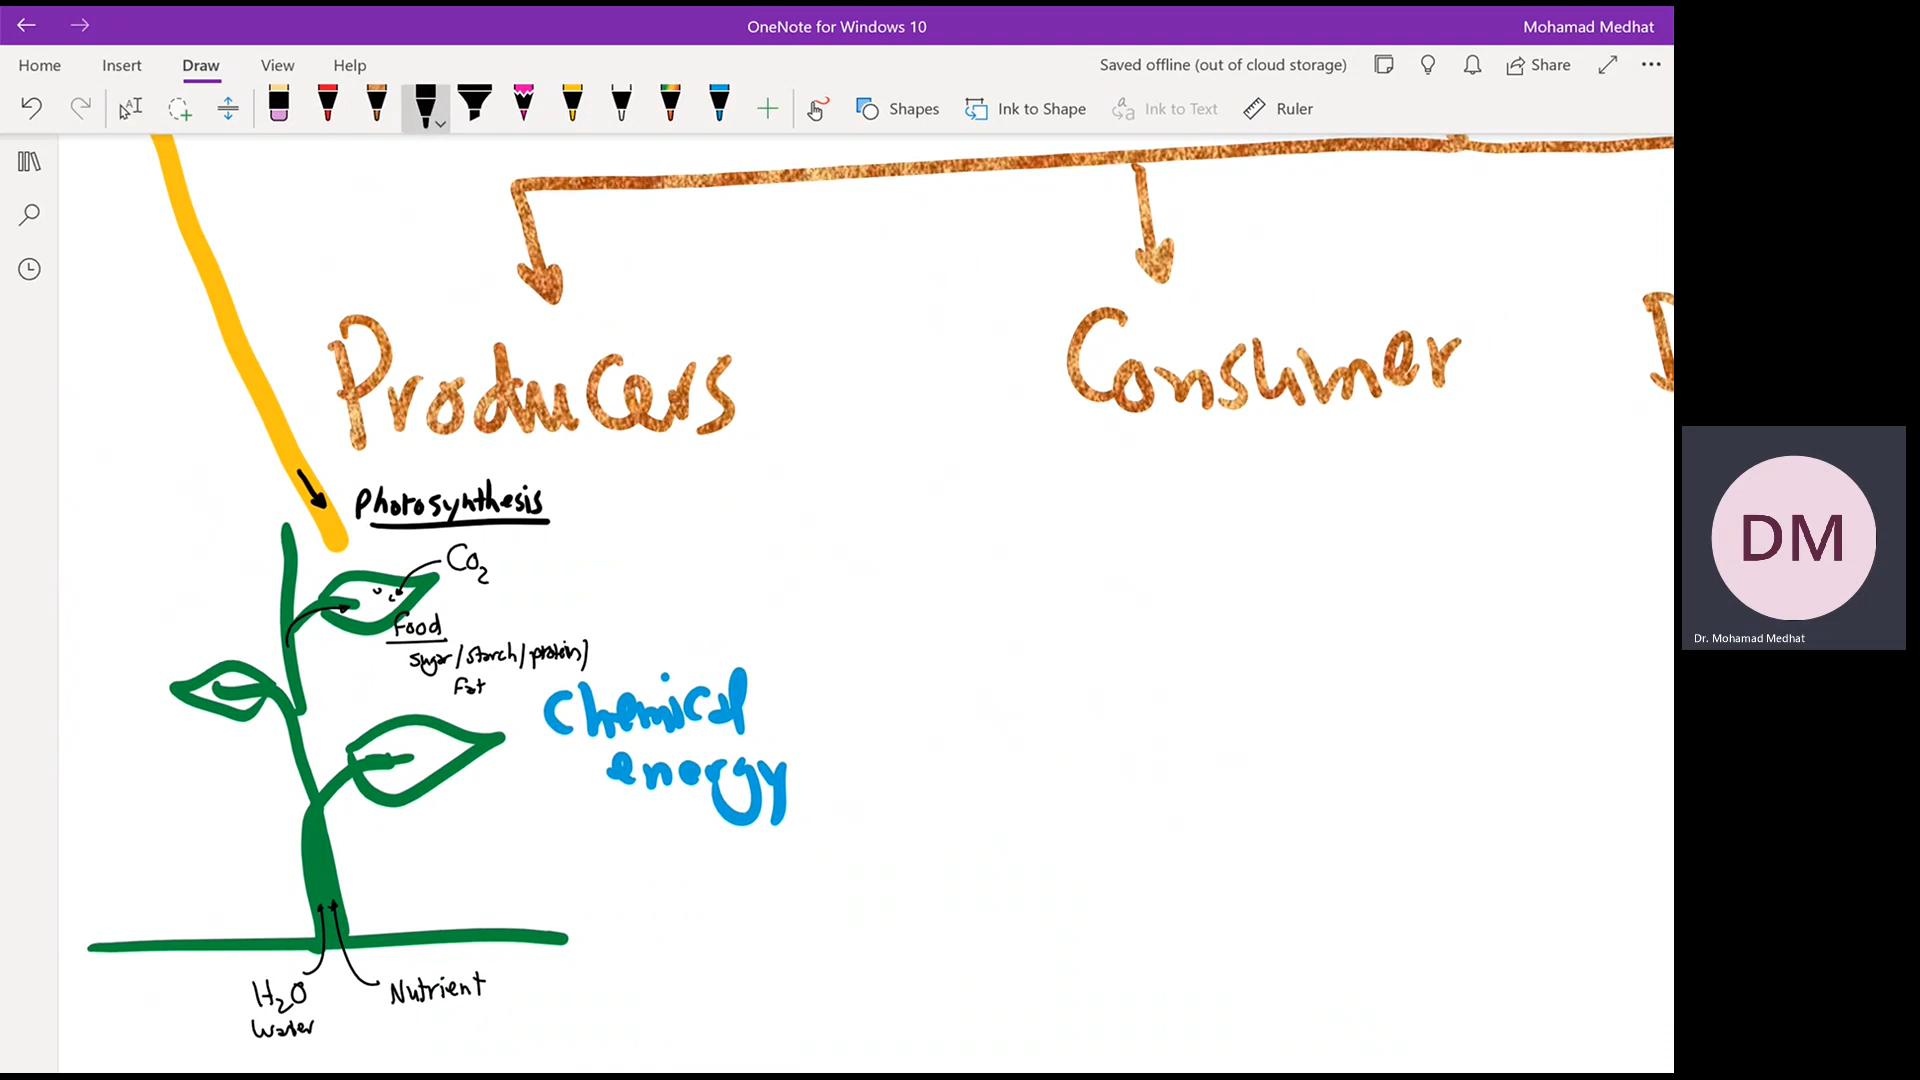 OneNote for Windows 10
Mohamad Medhat
Home Insert Draw View Help
Saved offline (out of cloud storage)
Share
Shapes
Ink to Shape
Ink to Text
Ruler
Producers
Consumer
Photosynthesis
Co2
Food
sugar/starch/protein/
Fat
Chemical
energy
H2O
Water
Nutrient
DM
Dr. Mohamad Medhat